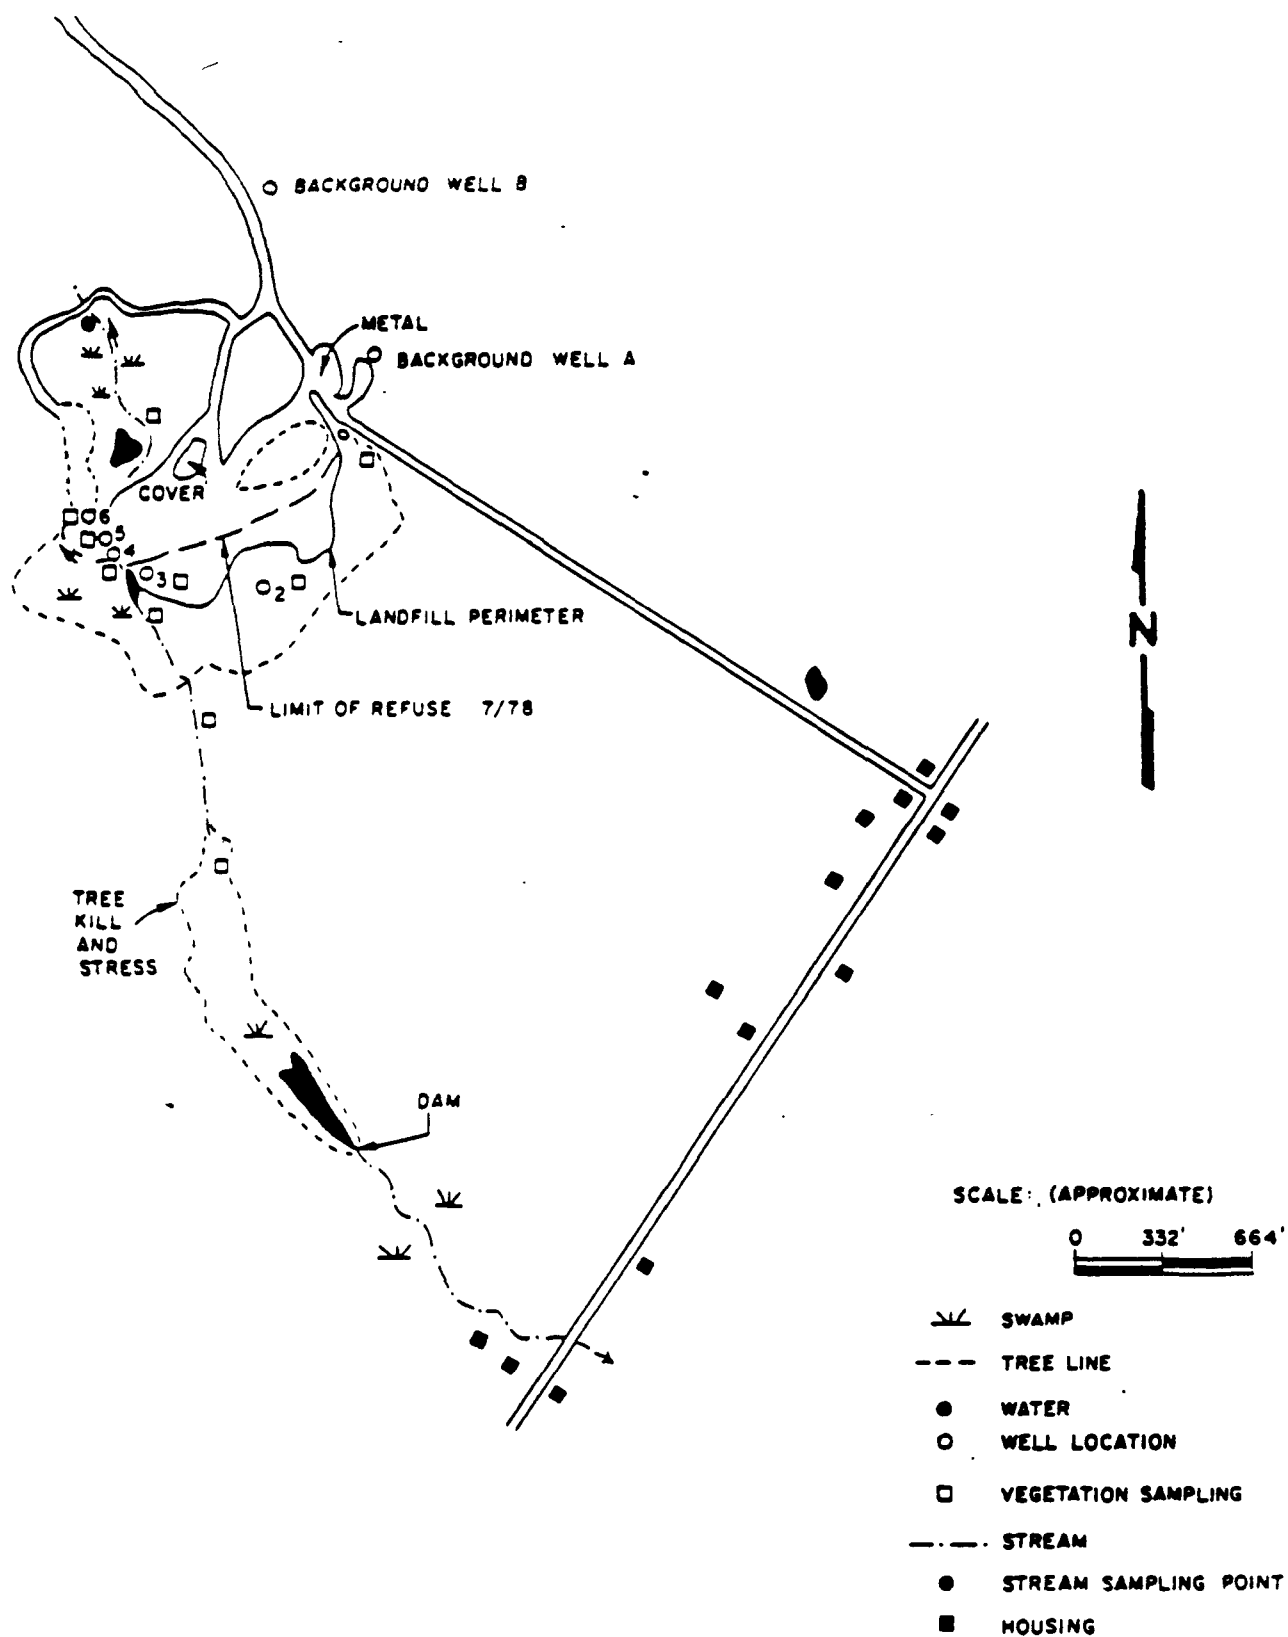 BACKGROUND WELL B
METAL
BACKGROUND WELL A
COVER
6
5
4
3
2
LANDFILL PERIMETER
LIMIT OF REFUSE 7/78
N
TREE
KILL
AND
STRESS
DAM
SCALE: (APPROXIMATE)
0 332' 664'
SWAMP
TREE LINE
WATER
WELL LOCATION
VEGETATION SAMPLING
STREAM
STREAM SAMPLING POINT
HOUSING